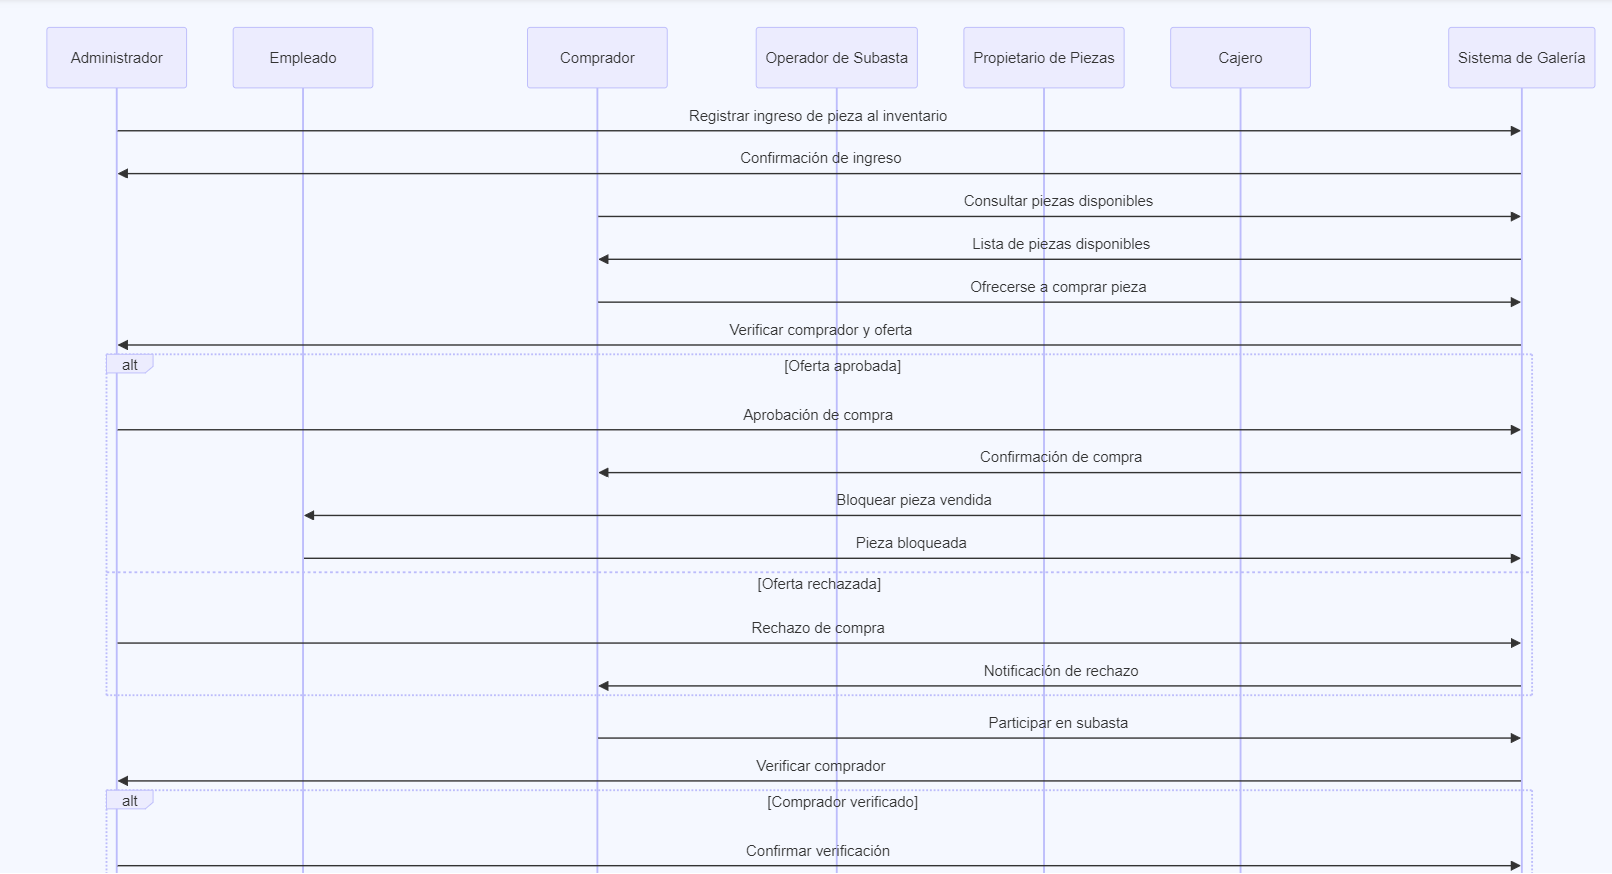 Administrador
Empleado
Comprador
Operador de Subasta
Propietario de Piezas
Cajero
Sistema de Galería
Registrar ingreso de pieza al inventario
Confirmación de ingreso
Consultar piezas disponibles
Lista de piezas disponibles
Ofrecerse a comprar pieza
Verificar comprador y oferta
alt
[Oferta aprobada]
Aprobación de compra
Confirmación de compra
Bloquear pieza vendida
Pieza bloqueada
[Oferta rechazada]
Rechazo de compra
Notificación de rechazo
Participar en subasta
Verificar comprador
alt
[Comprador verificado]
Confirmar verificación